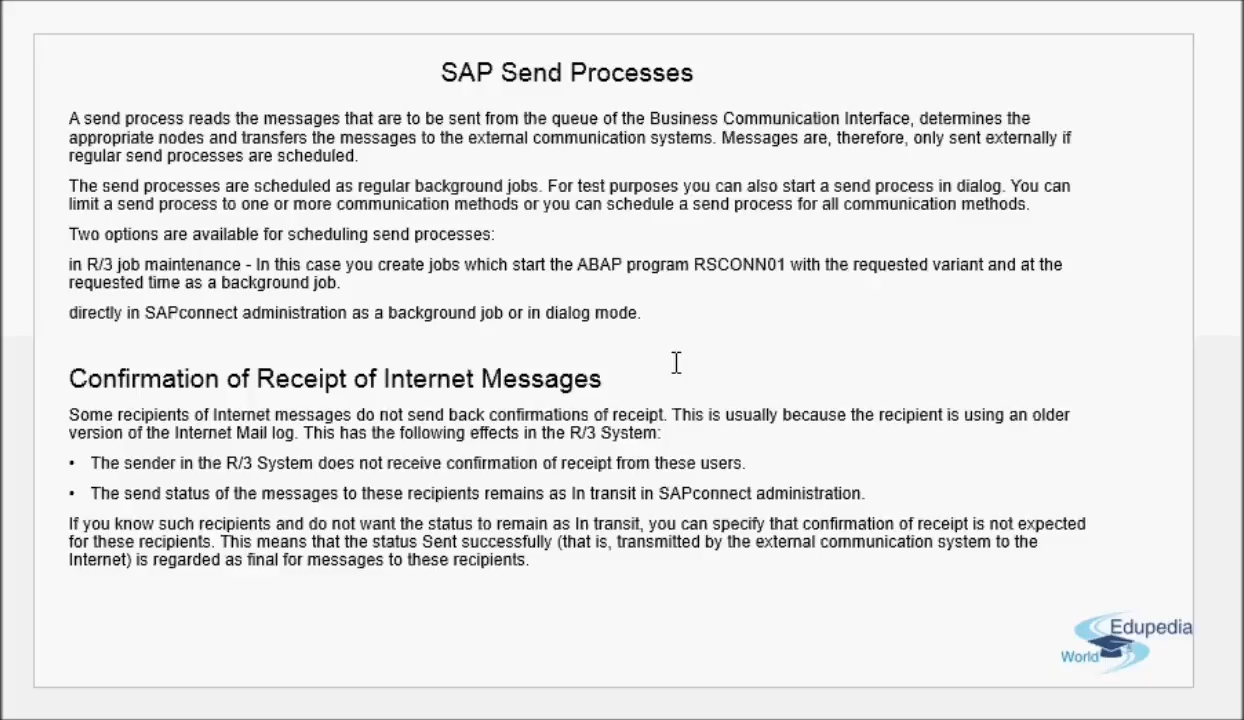 SAP Send Processes
A send process reads the messages that are to be sent from the queue of the Business Communication Interface, determines the
appropriate nodes and transfers the messages to the external communication systems. Messages are, therefore, only sent externally if
regular send processes are scheduled.
The send processes are scheduled as regular background jobs. For test purposes you can also start a send process in dialog. You can
limit a send process to one or more communication methods or you can schedule a send process for all communication methods.
Two options are available for scheduling send processes:
in R/3 job maintenance - In this case you create jobs which start the ABAP program RSCONN01 with the requested variant and at the
requested time as a background job.
directly in SAPconnect administration as a background job or in dialog mode.
Confirmation of Receipt of Internet Messages
Some recipients of Internet messages do not send back confirmations of receipt. This is usually because the recipient is using an older
version of the Internet Mail log. This has the following effects in the R/3 System:
• The sender in the R/3 System does not receive confirmation of receipt from these users.
• The send status of the messages to these recipients remains as In transit in SAPconnect administration.
If you know such recipients and do not want the status to remain as In transit, you can specify that confirmation of receipt is not expected
for these recipients. This means that the status Sent successfully (that is, transmitted by the external communication system to the
Internet) is regarded as final for messages to these recipients.
Edupedia
World